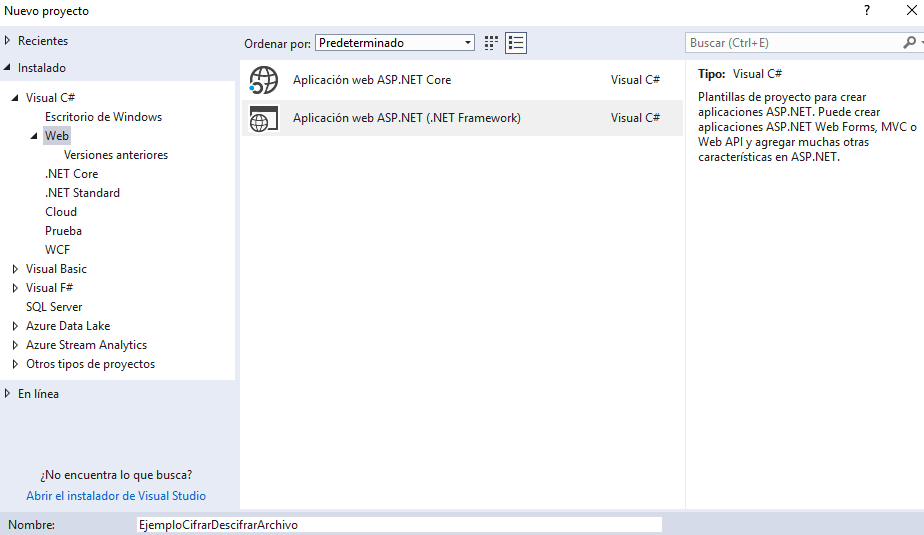 Nuevo proyecto
?
Recientes
Instalado
Visual C#
Escritorio de Windows
Web
Versiones anteriores
.NET Core
.NET Standard
Cloud
Prueba
WCF
Visual Basic
Visual F#
SQL Server
Azure Data Lake
Azure Stream Analytics
Otros tipos de proyectos
En línea
¿No encuentra lo que busca?
Abrir el instalador de Visual Studio
Ordenar por: Predeterminado
Aplicación web ASP.NET Core Visual C#
Aplicación web ASP.NET (.NET Framework) Visual C#
Buscar (Ctrl+E)
Tipo: Visual C#
Plantillas de proyecto para crear
aplicaciones ASP.NET. Puede crear
aplicaciones ASP.NET Web Forms, MVC o
Web API y agregar muchas otras
características en ASP.NET.
Nombre: EjemploCifrarDescifrarArchivo